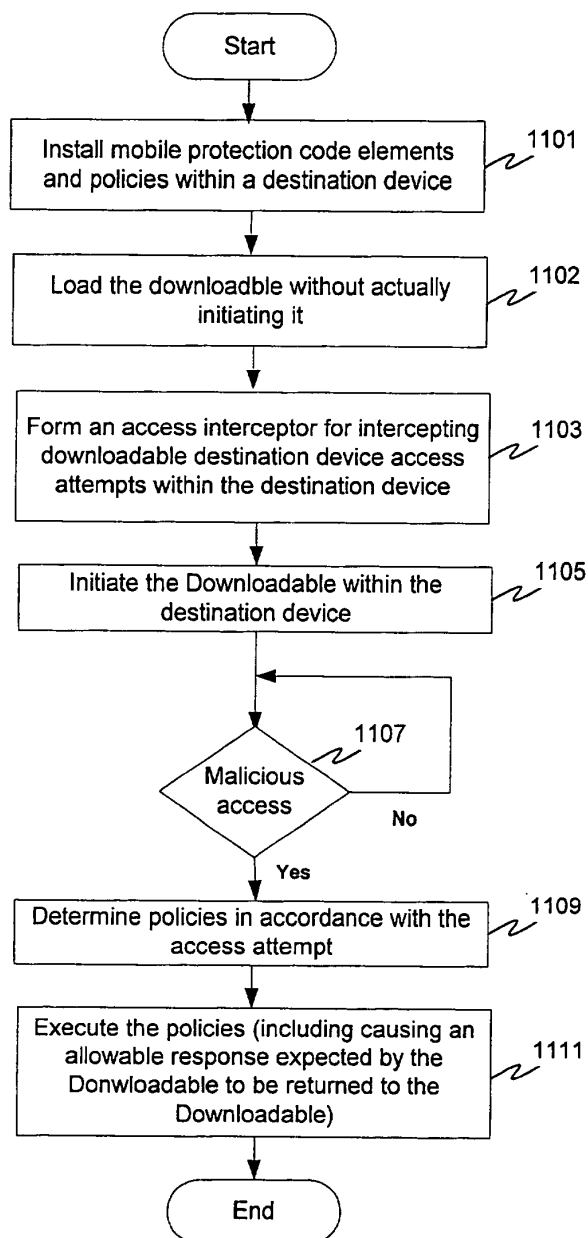 Start
Install mobile protection code elements
and policies within a destination device
1101
Load the downloadble without actually
initiating it
1102
Form an access interceptor for intercepting
downloadable destination device access
attempts within the destination device
1103
Initiate the Downloadable within the
destination device
1105
Malicious
access
1107
No
Yes
Determine policies in accordance with the
access attempt
1109
Execute the policies (including causing an
allowable response expected by the
Donwloadable to be returned to the
Downloadable)
1111
End